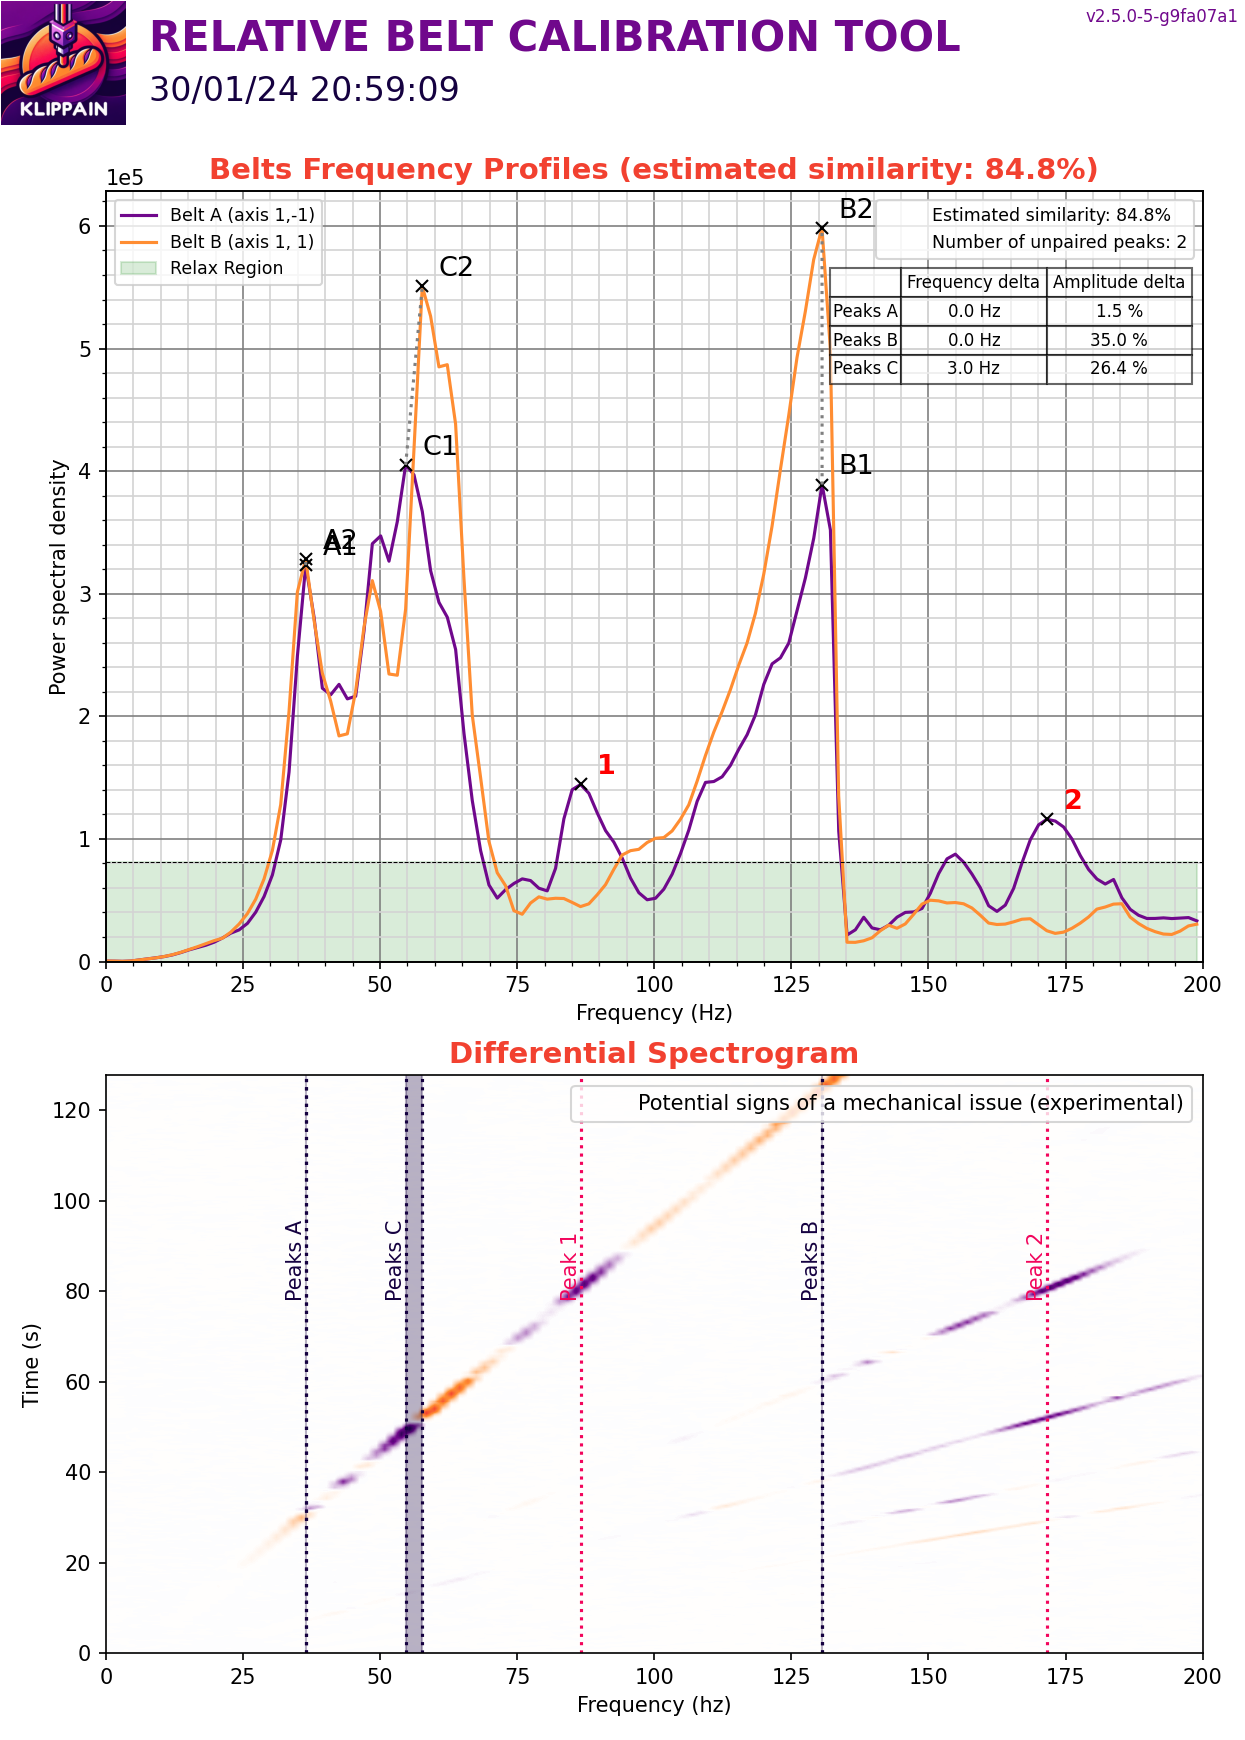 KLIPPAIN
RELATIVE BELT CALIBRATION TOOL
v2.5.0-5-g9fa07a1
30/01/24 20:59:09
Belts Frequency Profiles (estimated similarity: 84.8%)
1e5
Belt A (axis 1,-1)
Belt B (axis 1, 1)
Relax Region
Estimated similarity: 84.8%
Number of unpaired peaks: 2
Frequency delta Amplitude delta
Peaks A 0.0 Hz 1.5 %
Peaks B 0.0 Hz 35.0 %
Peaks C 3.0 Hz 26.4 %
B2
C2
C1
B1
A2
A1
1
2
Power spectral density
6
5
4
3
2
1
0
0 25 50 75 100 125 150 175 200
Frequency (Hz)
Differential Spectrogram
Potential signs of a mechanical issue (experimental)
Peaks A
Peaks C
Peak 1
Peaks B
Peak 2
Time (s)
120
100
80
60
40
20
0
0 25 50 75 100 125 150 175 200
Frequency (hz)